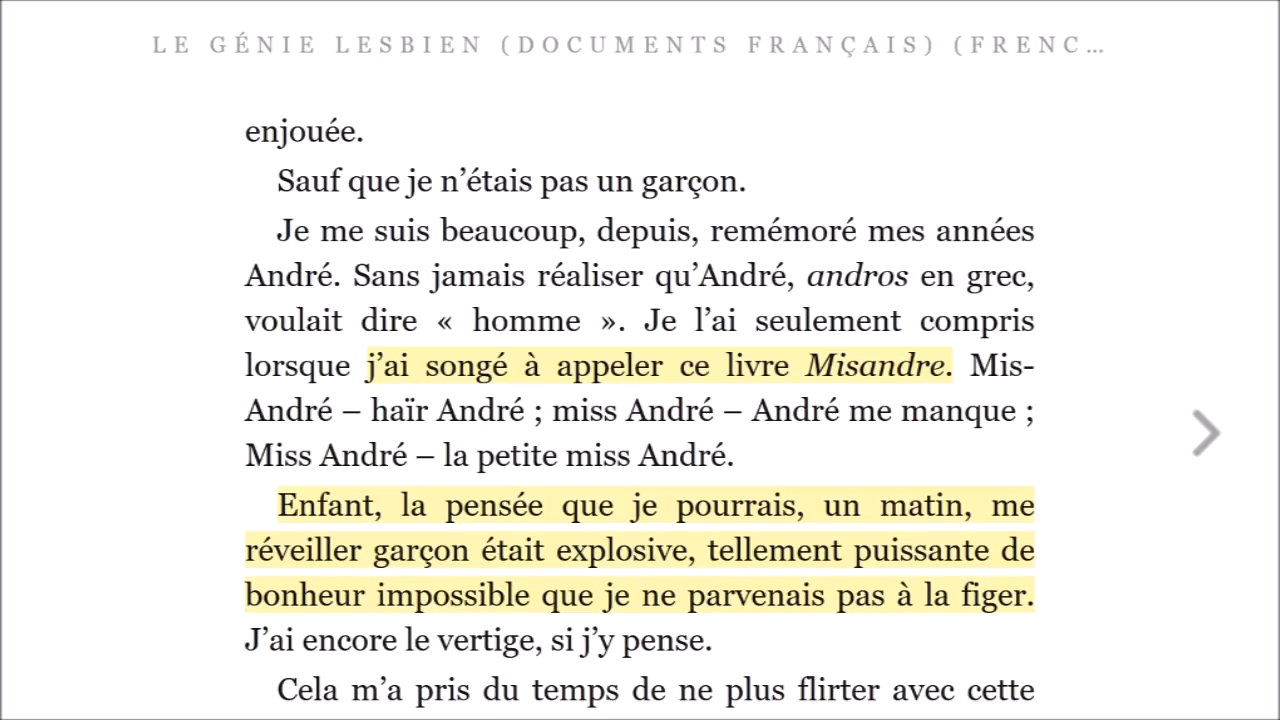 LE GÉNIE LESBIEN (DOCUMENTS FRANÇAIS) (FRENC…
enjouée.
Sauf que je n’étais pas un garçon.
Je me suis beaucoup, depuis, remémoré mes années
André. Sans jamais réaliser qu’André, andros en grec,
voulait dire « homme ». Je l’ai seulement compris
lorsque j’ai songé à appeler ce livre Misandre. Mis-
André – haïr André ; miss André – André me manque ;
Miss André – la petite miss André.
Enfant, la pensée que je pourrais, un matin, me
réveiller garçon était explosive, tellement puissante de
bonheur impossible que je ne parvenais pas à la figer.
J’ai encore le vertige, si j’y pense.
Cela m’a pris du temps de ne plus flirter avec cette